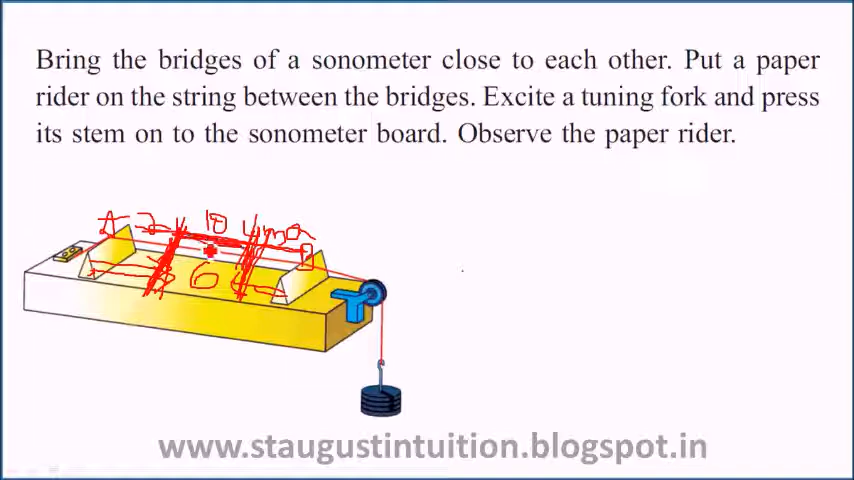 Bring the bridges of a sonometer close to each other. Put a paper
rider on the string between the bridges. Excite a tuning fork and press
its stem on to the sonometer board. Observe the paper rider.
10
6
www.staugustintuition.blogspot.in